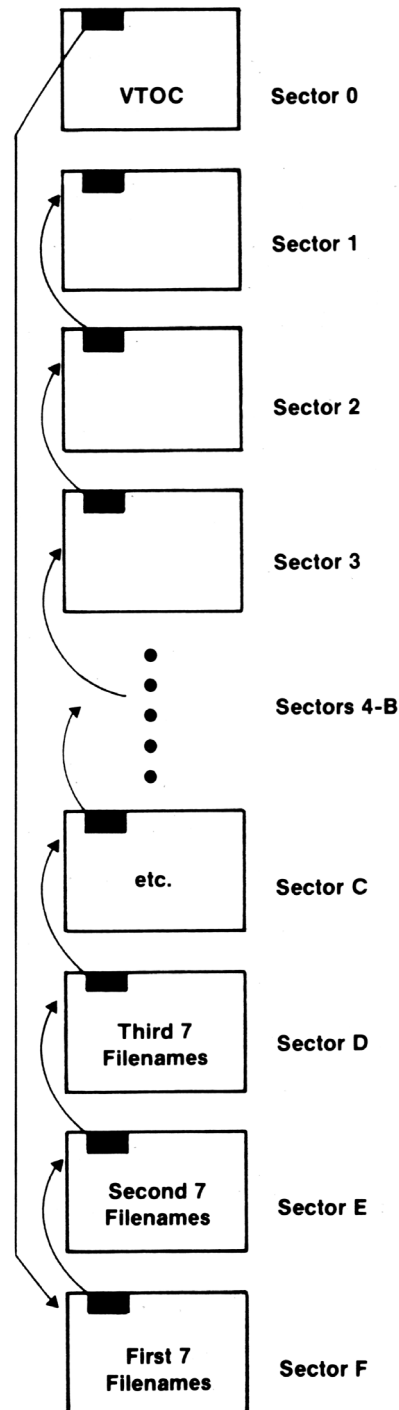 VTOC
Sector 0
Sector 1
Sector 2
Sector 3
Sectors 4-B
etc.
Sector C
Third 7
Filenames
Sector D
Second 7
Filenames
Sector E
First 7
Filenames
Sector F